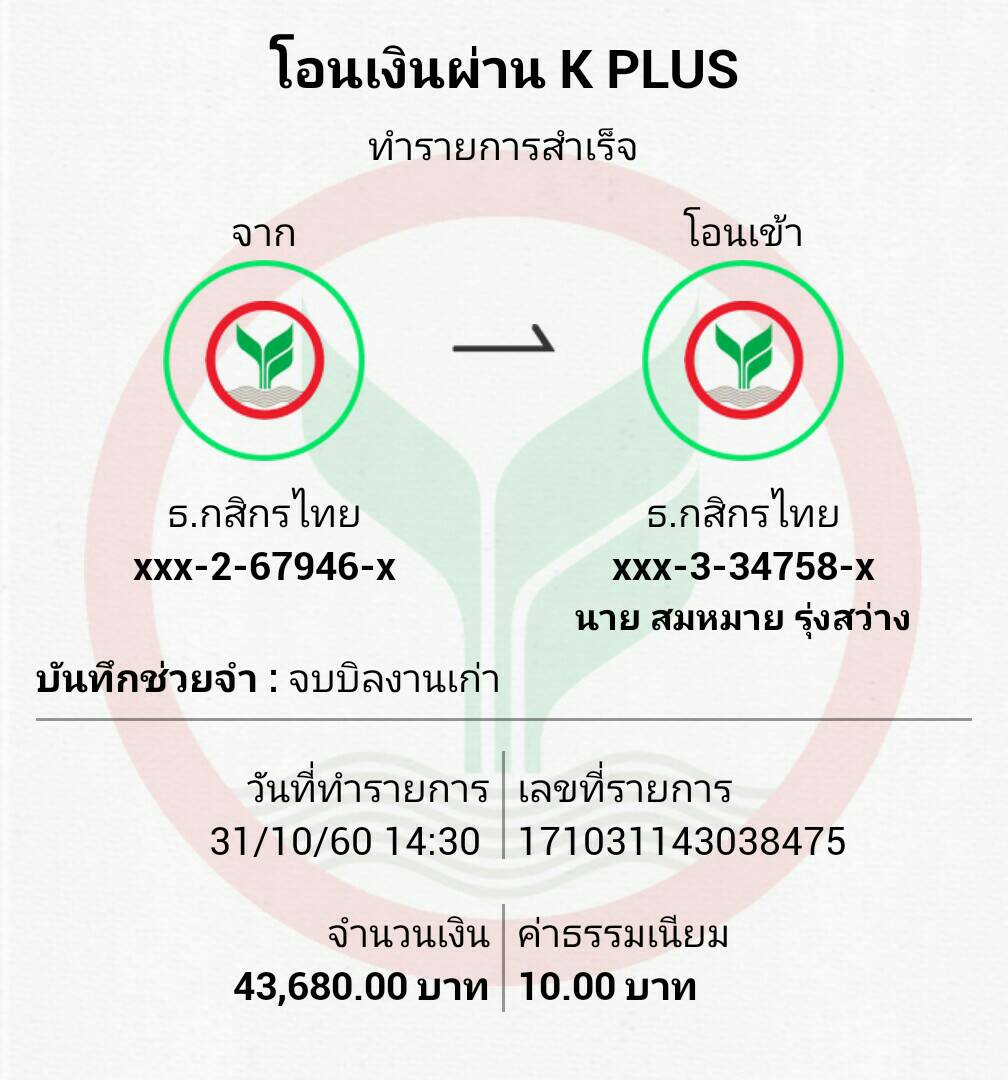 โอนเงินผ่าน K PLUS
ทำรายการสำเร็จ
จาก
โอนเข้า
ธ.กสิกรไทย
xxx-2-67946-x
ธ.กสิกรไทย
xxx-3-34758-x
นาย สมหมาย รุ่งสว่าง
บันทึกช่วยจำ : จบบิลงานเก่า
วันที่ทำรายการ
31/10/60 14:30
เลขที่รายการ
171031143038475
จำนวนเงิน
43,680.00 บาท
ค่าธรรมเนียม
10.00 บาท